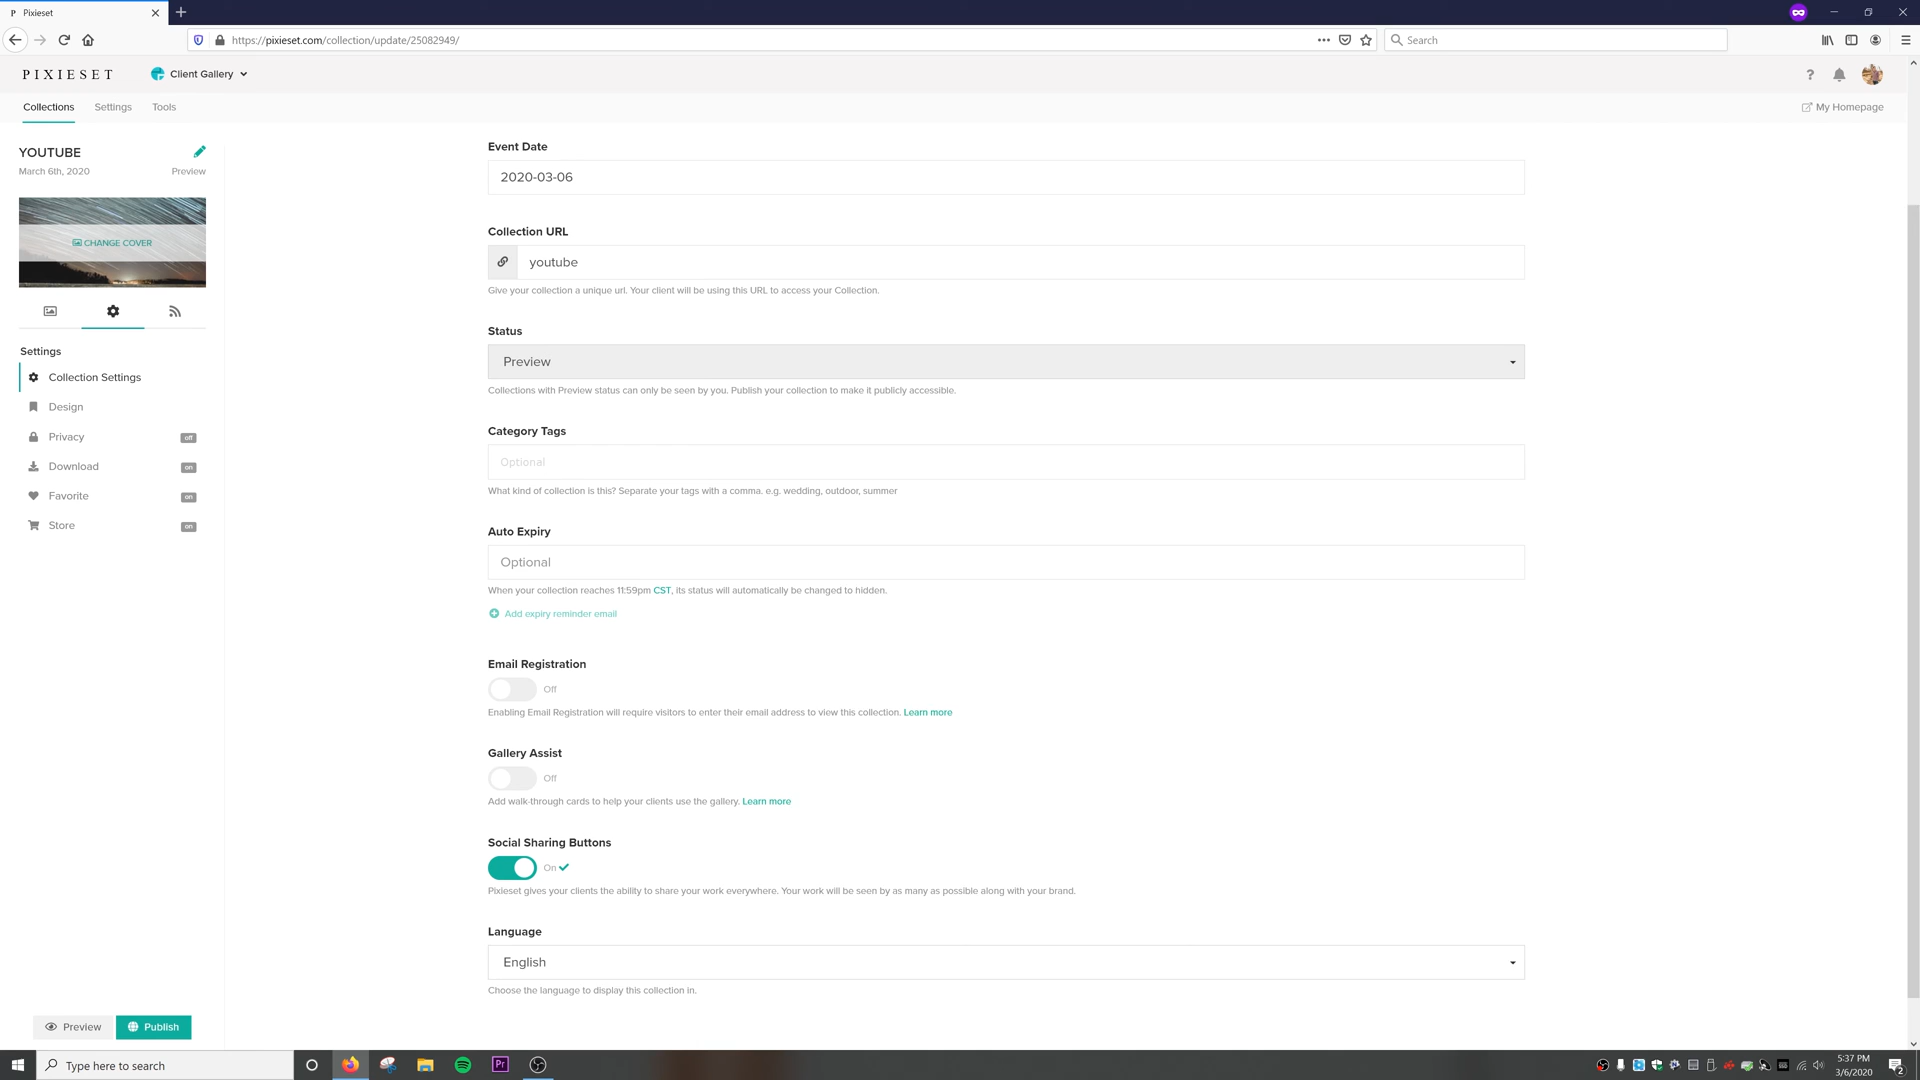 P Pixieset
https://pixieset.com/collection/update/25082949/
Search
PIXIESET
Client Gallery
?
Collections
Settings
Tools
My Homepage
YOUTUBE
March 6th, 2020
Preview
CHANGE COVER
Settings
Collection Settings
Design
Privacy
off
Download
on
Favorite
on
Store
on
Preview
Publish
Event Date
2020-03-06
Collection URL
youtube
Give your collection a unique url. Your client will be using this URL to access your Collection.
Status
Preview
Collections with Preview status can only be seen by you. Publish your collection to make it publicly accessible.
Category Tags
Optional
What kind of collection is this? Separate your tags with a comma. e.g. wedding, outdoor, summer
Auto Expiry
Optional
When your collection reaches 11:59pm CST, its status will automatically be changed to hidden.
Add expiry reminder email
Email Registration
Off
Enabling Email Registration will require visitors to enter their email address to view this collection. Learn more
Gallery Assist
Off
Add walk-through cards to help your clients use the gallery. Learn more
Social Sharing Buttons
On
Pixieset gives your clients the ability to share your work everywhere. Your work will be seen by as many as possible along with your brand.
Language
English
Choose the language to display this collection in.
Type here to search
Pr
5:37 PM
3/6/2020
2